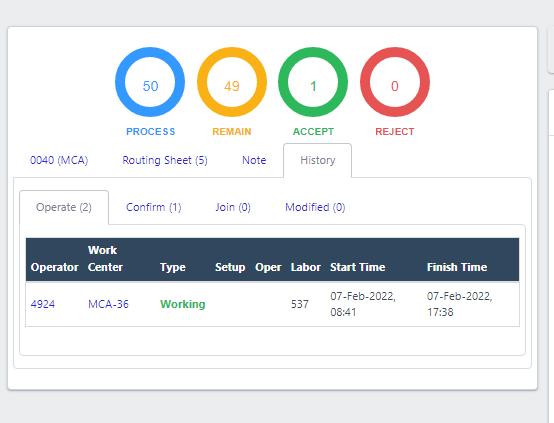 50 49 1 0
PROCESS REMAIN ACCEPT REJECT
0040 (MCA) Routing Sheet (5) Note History
Operate (2) Confirm (1) Join (0) Modified (0)
Operator Work Center Type Setup Oper Labor Start Time Finish Time
4924 MCA-36 Working 537 07-Feb-2022, 08:41 07-Feb-2022, 17:38